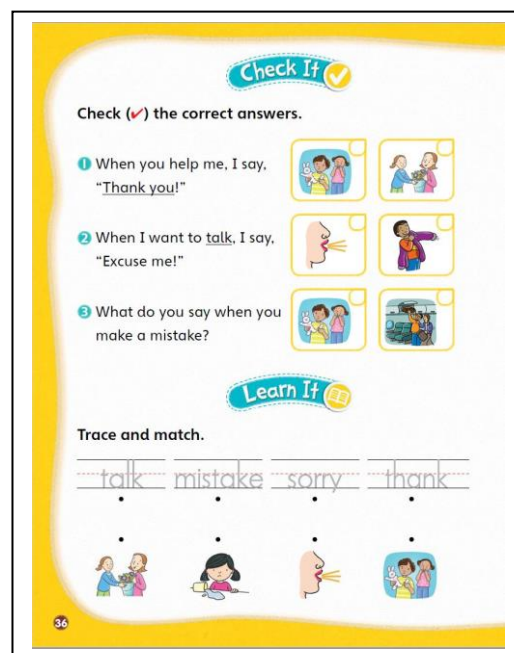 Check It
Check (✔) the correct answers.
1 When you help me, I say,
"Thank you!"
2 When I want to talk, I say,
"Excuse me!"
3 What do you say when you
make a mistake?
Learn It
Trace and match.
talk mistake sorry thank
36